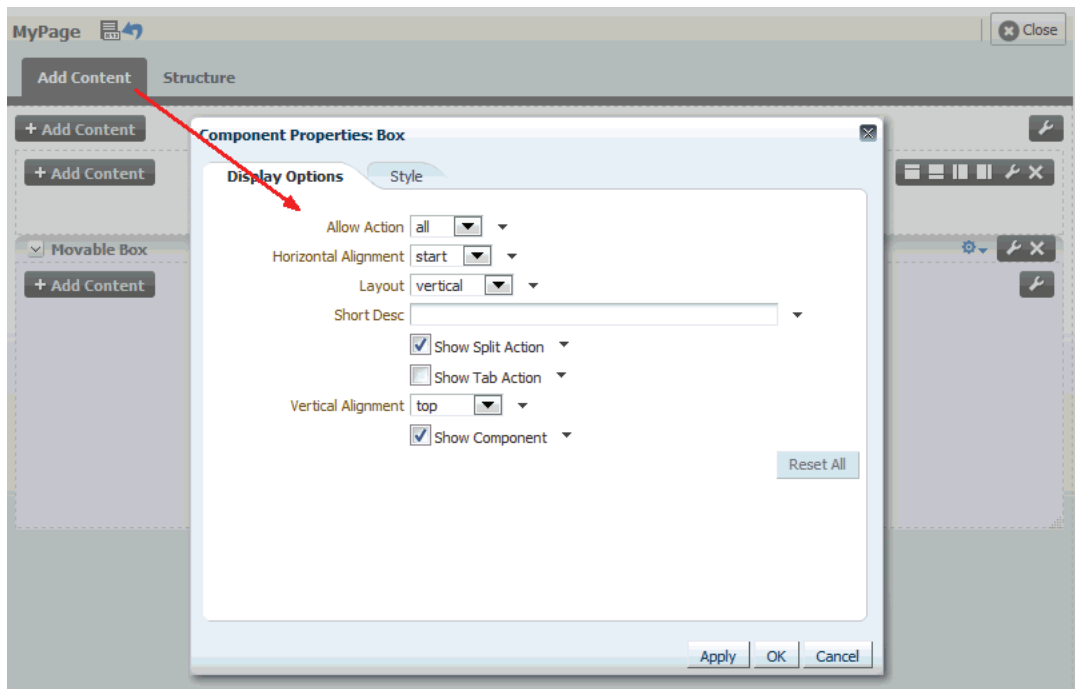 MyPage
Close
Add Content Structure
+ Add Content
Component Properties: Box
+ Add Content
Display Options Style
Allow Action all
Movable Box
Horizontal Alignment start
+ Add Content
Layout vertical
Short Desc
Show Split Action
Show Tab Action
Vertical Alignment top
Show Component
Reset All
Apply OK Cancel